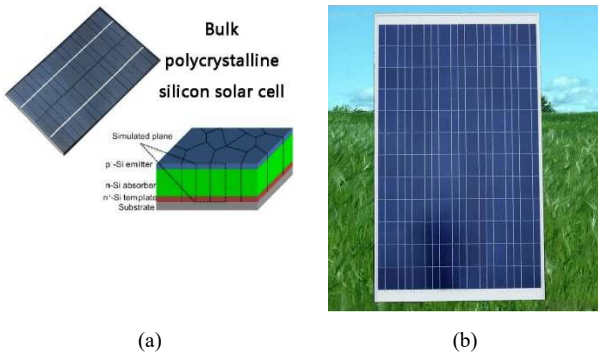 Bulk
polycrystalline
silicon solar cell
Simulated plane
p⁻-Si emitter
n-Si absorber
n⁺-Si template
Substrate
(a)
(b)